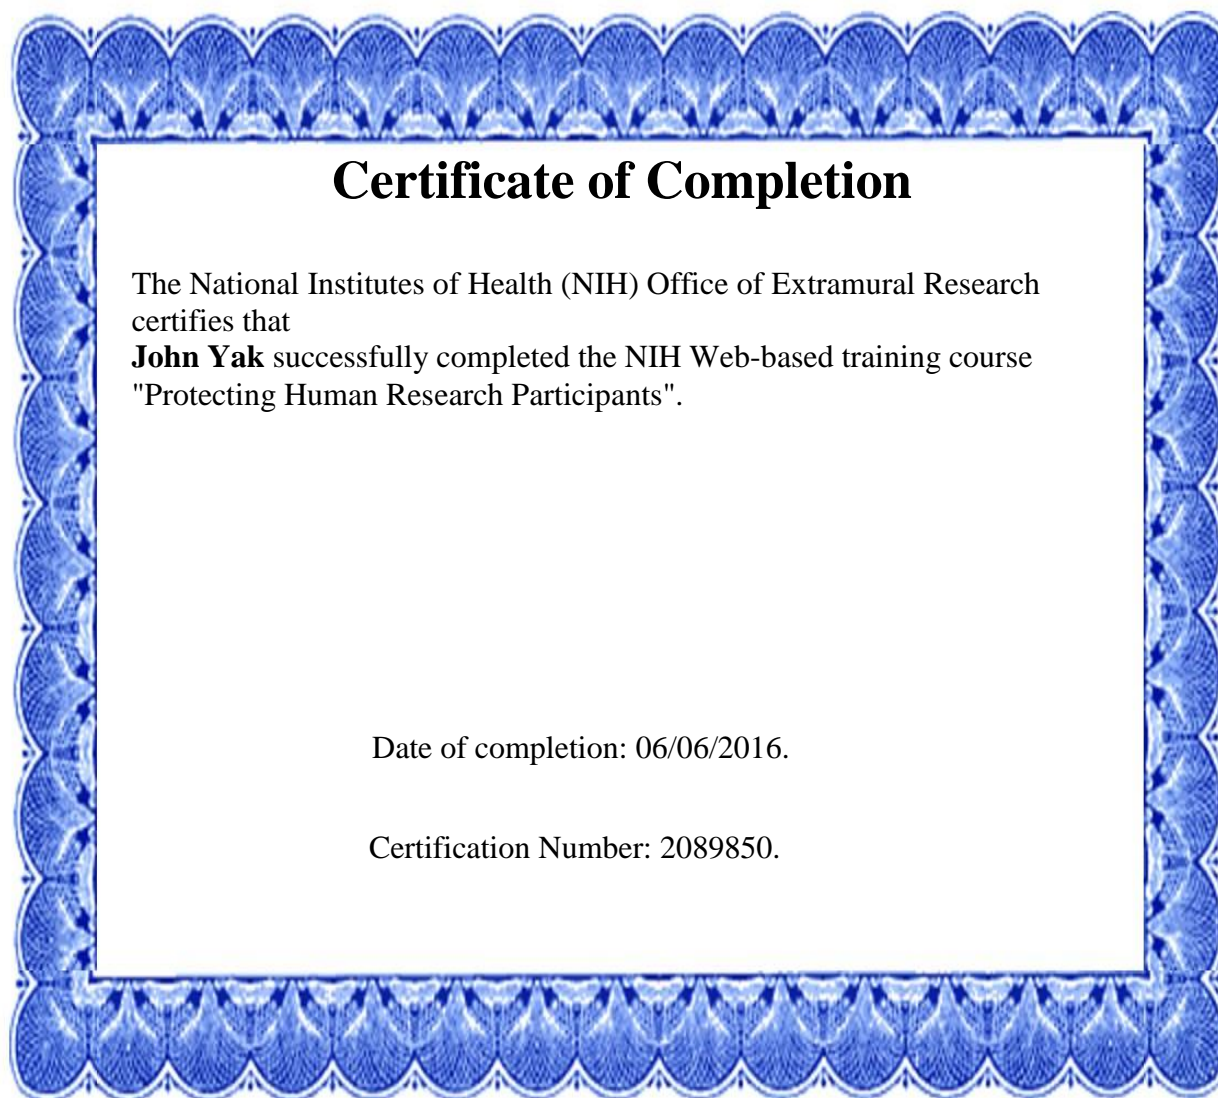 Certificate of Completion
The National Institutes of Health (NIH) Office of Extramural Research
certifies that
John Yak successfully completed the NIH Web-based training course
"Protecting Human Research Participants".
Date of completion: 06/06/2016.
Certification Number: 2089850.